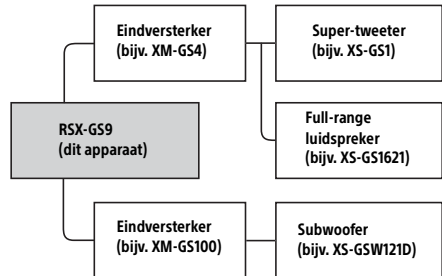 Eindversterker
(bijv. XM-GS4)
Super-tweeter
(bijv. XS-GS1)
RSX-GS9
(dit apparaat)
Full-range
luidspreker
(bijv. XS-GS1621)
Eindversterker
(bijv. XM-GS100)
Subwoofer
(bijv. XS-GSW121D)